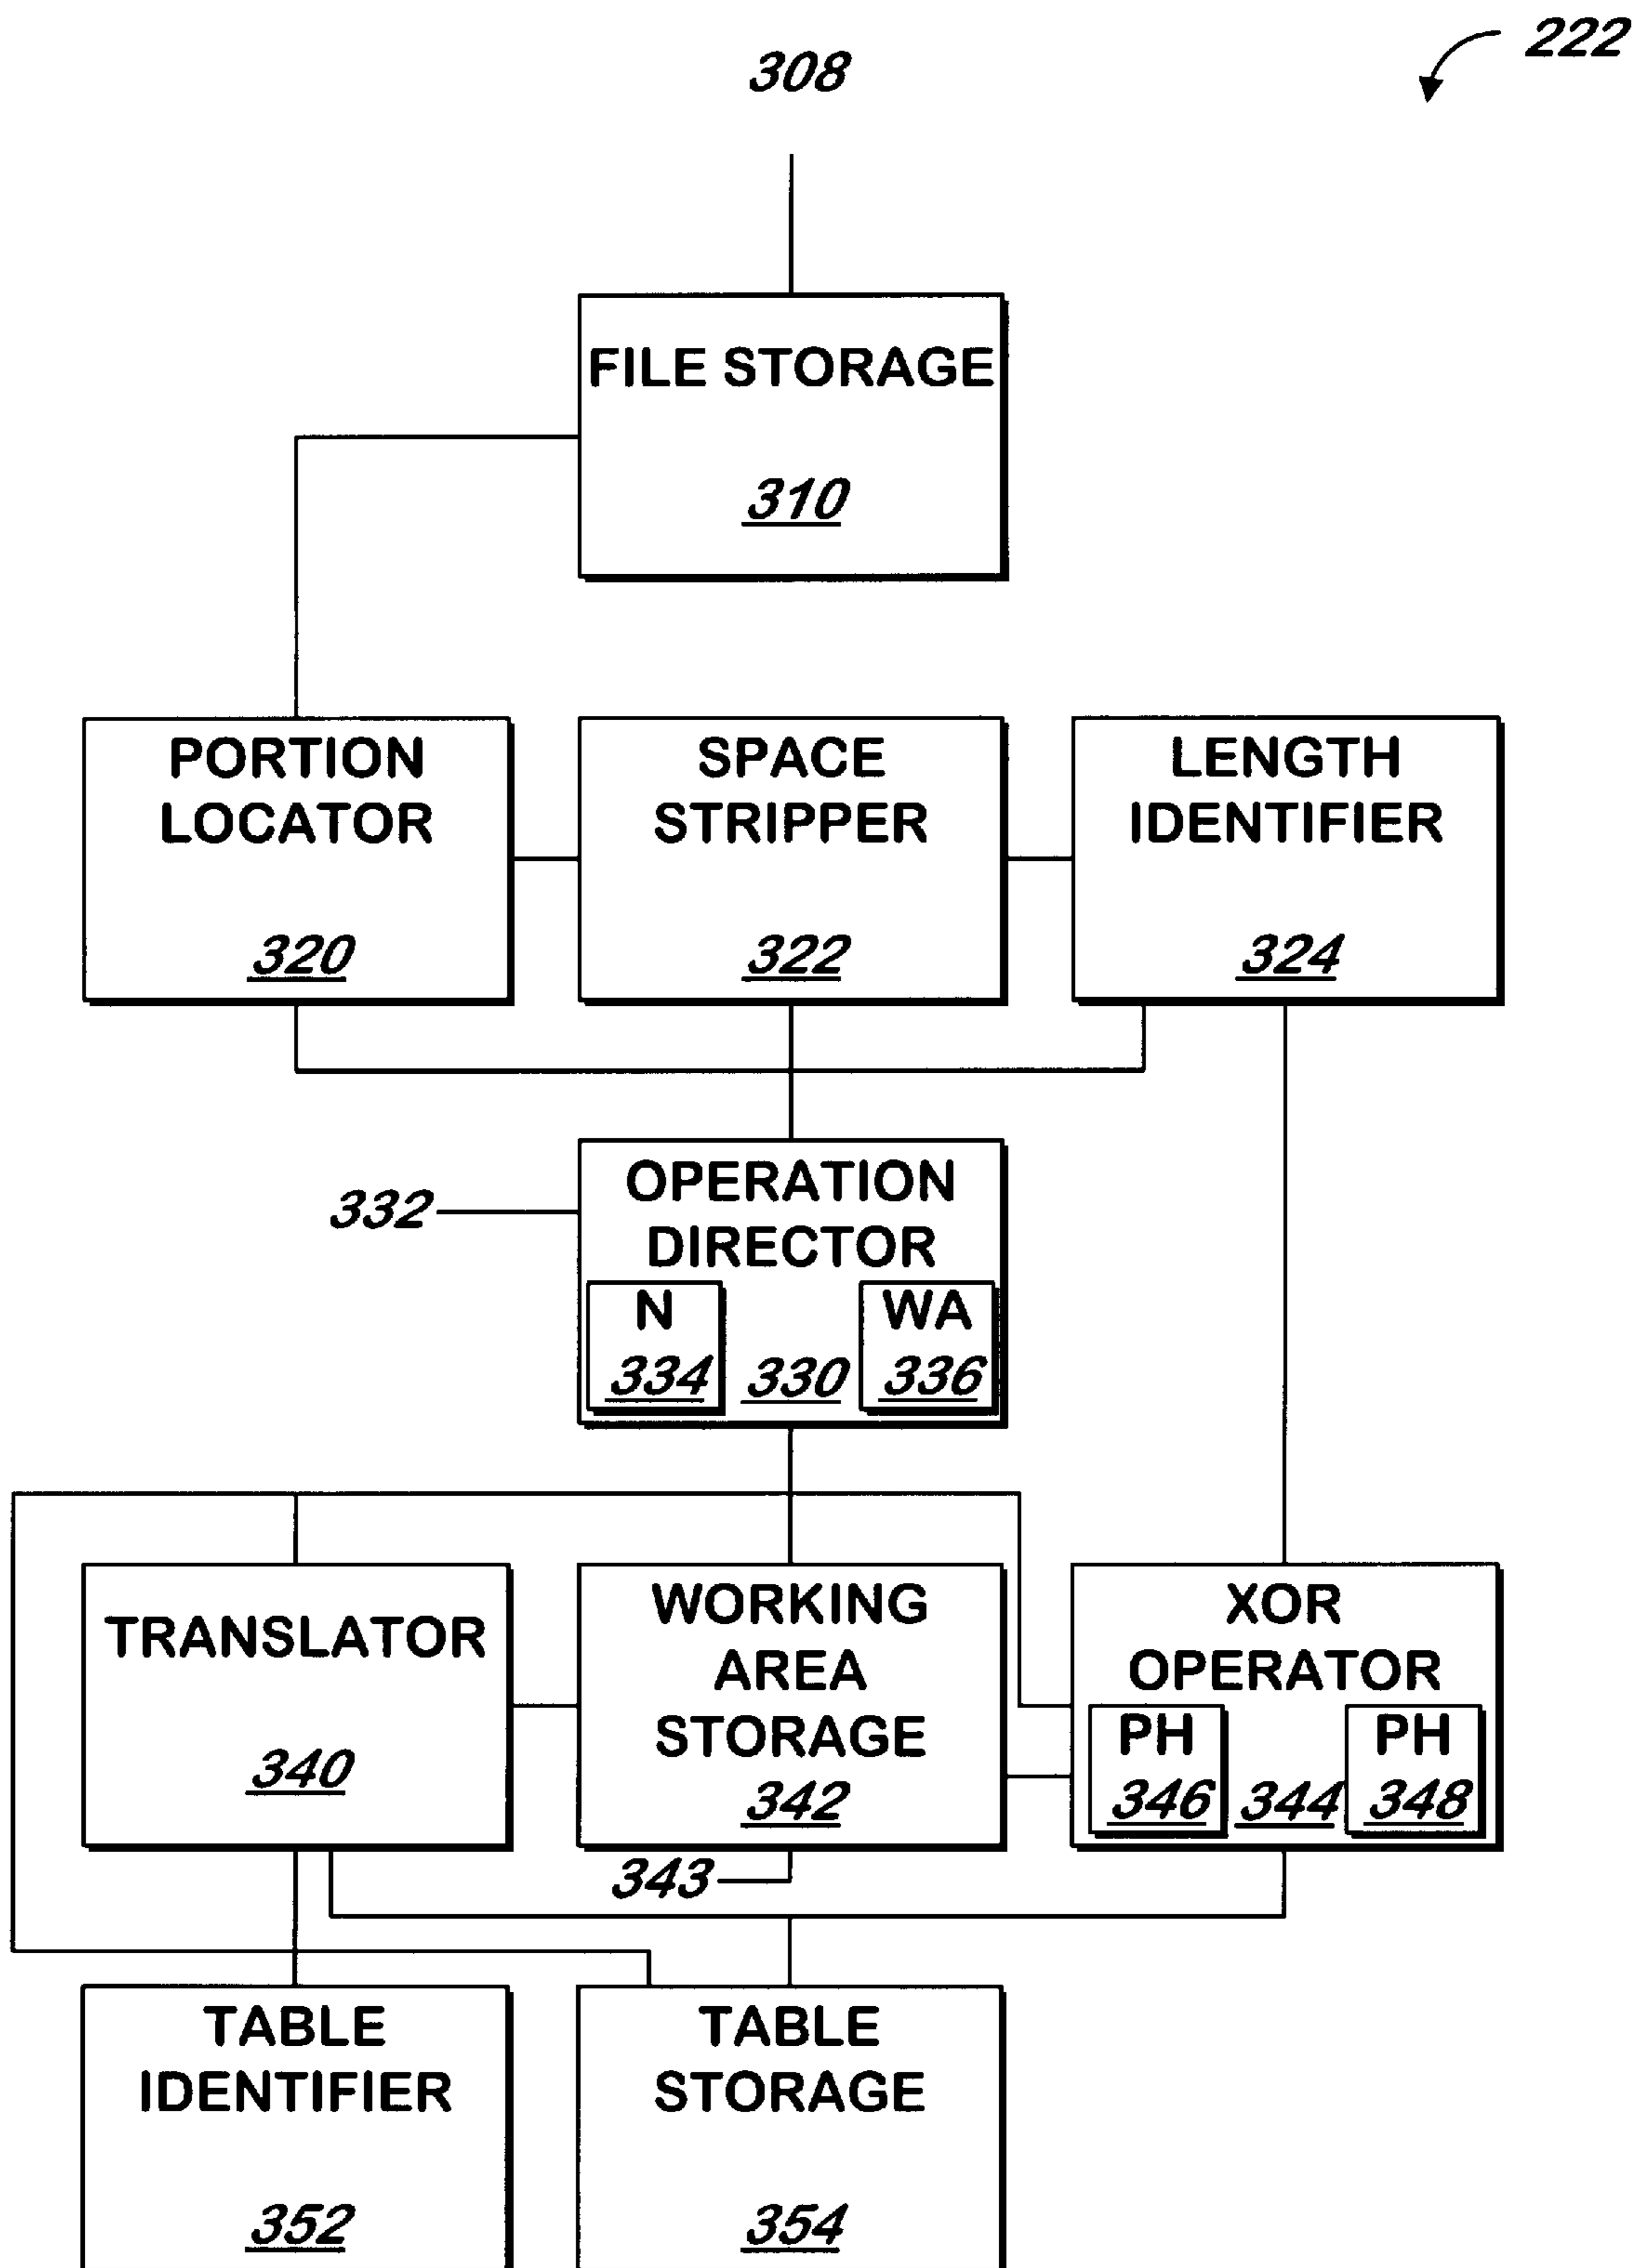 222
308
FILE STORAGE
310
PORTION
LOCATOR
320
SPACE
STRIPPER
322
LENGTH
IDENTIFIER
324
332
OPERATION
DIRECTOR
N
334
330
WA
336
TRANSLATOR
340
WORKING
AREA
STORAGE
342
343
XOR
OPERATOR
PH
346
344
PH
348
TABLE
IDENTIFIER
352
TABLE
STORAGE
354